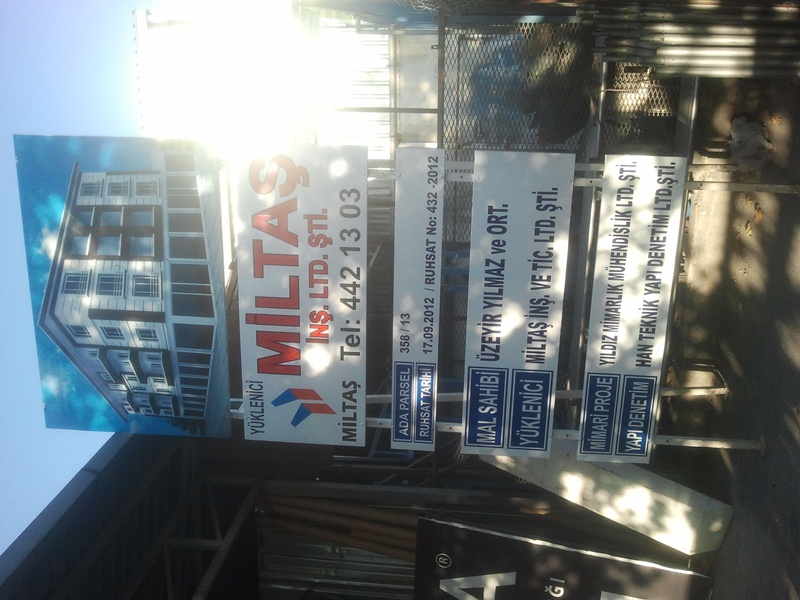 YÜKLENİCİ
MİLTAŞ
İNŞ. LTD. ŞTİ.
MİLTAŞ Tel: 442 13 03
ADA PARSEL 358 / 13
RUHSAT TARİHİ 17.09.2012 / RUHSAT No: 432 -2012
MAL SAHİBİ ÜZEYİR YILMAZ ve ORT.
YÜKLENİCİ MİLTAŞ İNŞ. VE TİC. LTD. ŞTİ.
MİMARİ PROJE YILDIZ MİMARLIK MÜHENDİSLİK LTD.ŞTİ.
YAPI DENETİM HAN TEKNİK YAPI DENETİM LTD.ŞTİ.
A ®
ĞI